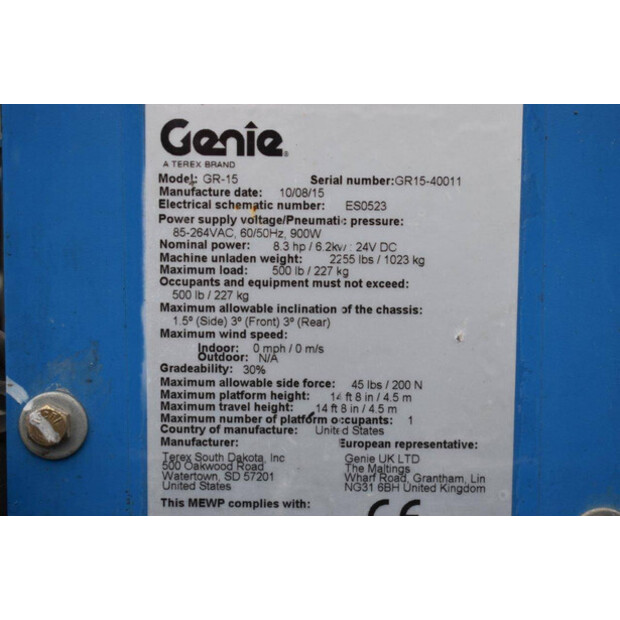 Genie®
A TEREX BRAND
Model: GR-15 Serial number:GR15-40011
Manufacture date: 10/08/15
Electrical schematic number: ES0523
Power supply voltage/Pneumatic pressure:
85-264VAC, 60/50Hz, 900W
Nominal power: 8.3 hp / 6.2kw : 24V DC
Machine unladen weight: 2255 lbs / 1023 kg
Maximum load: 500 lb / 227 kg
Occupants and equipment must not exceed:
500 lb / 227 kg
Maximum allowable inclination of the chassis:
1.5º (Side) 3º (Front) 3º (Rear)
Maximum wind speed:
Indoor: 0 mph / 0 m/s
Outdoor: N/A
Gradeability: 30%
Maximum allowable side force: 45 lbs / 200 N
Maximum platform height: 14 ft 8 in / 4.5 m
Maximum travel height: 14 ft 8 in / 4.5 m
Maximum number of platform occupants: 1
Country of manufacture: United States
Manufacturer: European representative:
Terex South Dakota, Inc Genie UK LTD
500 Oakwood Road The Maltings
Watertown, SD 57201 Wharf Road, Grantham, Lin
United States NG31 6BH United Kingdom
This MEWP complies with: CE